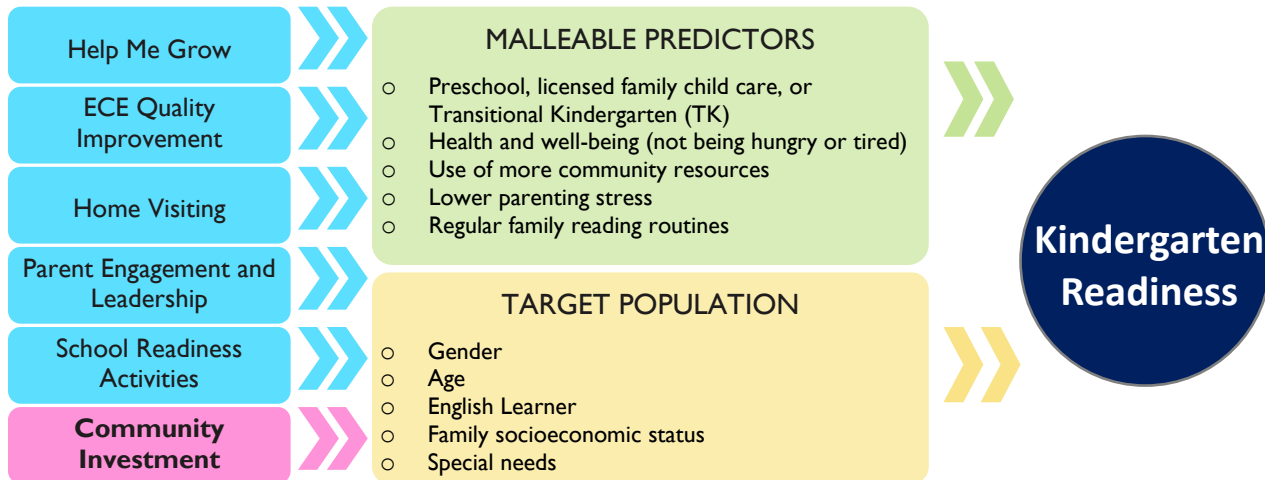 Help Me Grow
ECE Quality
Improvement
Home Visiting
Parent Engagement and
Leadership
School Readiness
Activities
Community
Investment
MALLEABLE PREDICTORS
o Preschool, licensed family child care, or
Transitional Kindergarten (TK)
o Health and well-being (not being hungry or tired)
o Use of more community resources
o Lower parenting stress
o Regular family reading routines
TARGET POPULATION
o Gender
o Age
o English Learner
o Family socioeconomic status
o Special needs
Kindergarten
Readiness